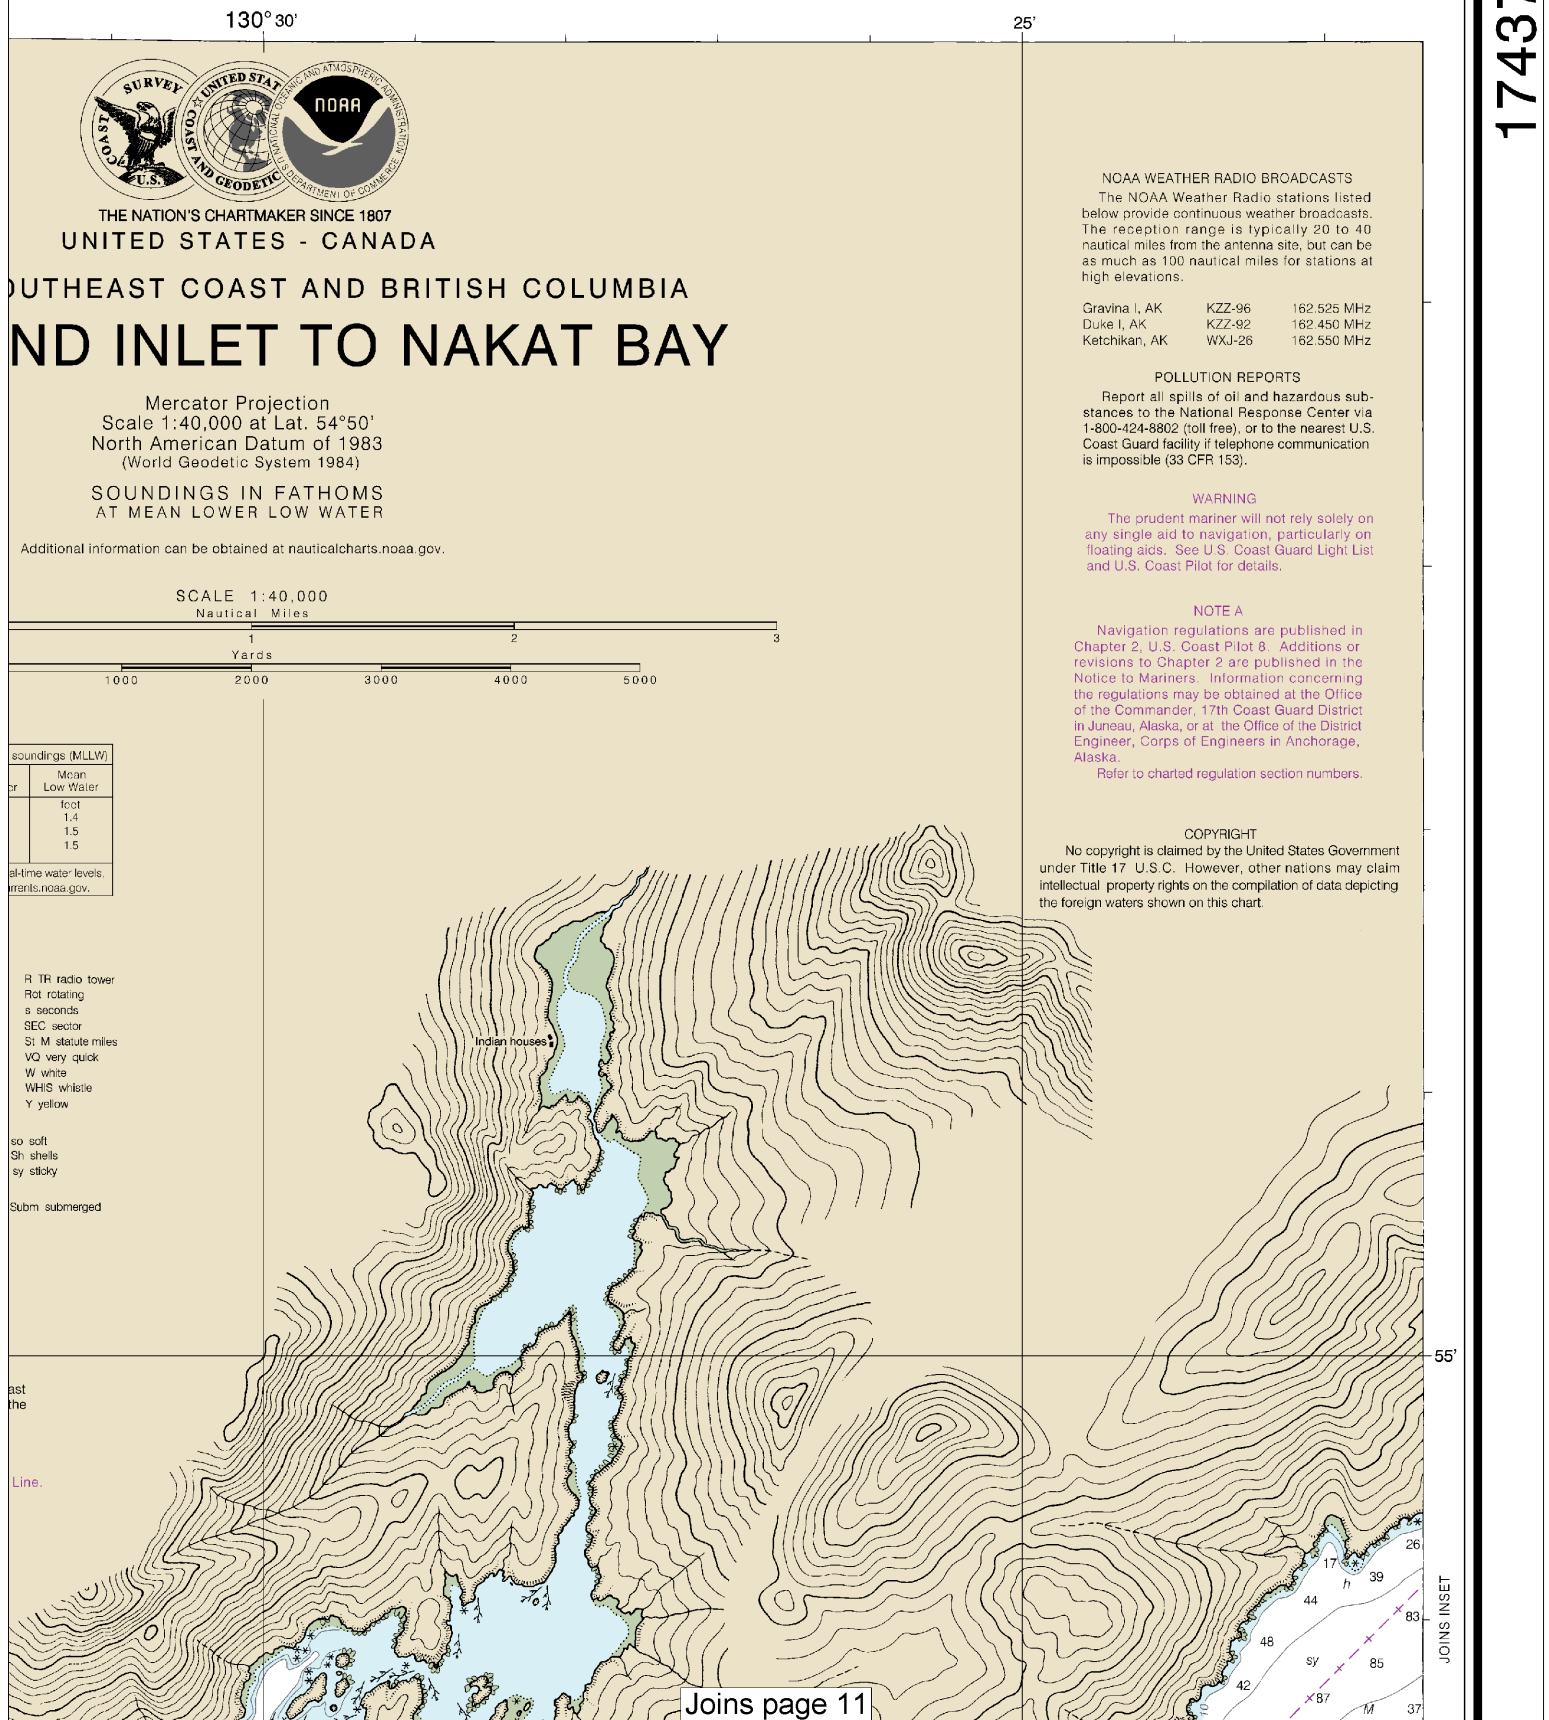 130° 30'
25'
1743
COAST SURVEY
U.S.
UNITED STAT
COAST AND GEODETIC
NATIONAL OCEANIC AND ATMOSPHERIC ADMINISTRATION
U.S. DEPARTMENT OF COMMERCE
NOAA
THE NATION'S CHARTMAKER SINCE 1807
UNITED STATES - CANADA
OUTHEAST COAST AND BRITISH COLUMBIA
ND INLET TO NAKAT BAY
Mercator Projection
Scale 1:40,000 at Lat. 54°50'
North American Datum of 1983
(World Geodetic System 1984)
SOUNDINGS IN FATHOMS
AT MEAN LOWER LOW WATER
Additional information can be obtained at nauticalcharts.noaa.gov.
SCALE 1:40,000
Nautical Miles
1 2 3
Yards
1000 2000 3000 4000 5000
soundings (MLLW)
Mean
er Low Water
feet
1.4
1.5
1.5
al-time water levels,
urrents.noaa.gov.
R TR radio tower
Rot rotating
s seconds
SEC sector
St M statute miles
VQ very quick
W white
WHIS whistle
Y yellow
so soft
Sh shells
sy sticky
Subm submerged
ast
the
Line.
NOAA WEATHER RADIO BROADCASTS
The NOAA Weather Radio stations listed
below provide continuous weather broadcasts.
The reception range is typically 20 to 40
nautical miles from the antenna site, but can be
as much as 100 nautical miles for stations at
high elevations.
Gravina I, AK KZZ-96 162.525 MHz
Duke I, AK KZZ-92 162.450 MHz
Ketchikan, AK WXJ-26 162.550 MHz
POLLUTION REPORTS
Report all spills of oil and hazardous sub-
stances to the National Response Center via
1-800-424-8802 (toll free), or to the nearest U.S.
Coast Guard facility if telephone communication
is impossible (33 CFR 153).
WARNING
The prudent mariner will not rely solely on
any single aid to navigation, particularly on
floating aids. See U.S. Coast Guard Light List
and U.S. Coast Pilot for details.
NOTE A
Navigation regulations are published in
Chapter 2, U.S. Coast Pilot 8. Additions or
revisions to Chapter 2 are published in the
Notice to Mariners. Information concerning
the regulations may be obtained at the Office
of the Commander, 17th Coast Guard District
in Juneau, Alaska, or at the Office of the District
Engineer, Corps of Engineers in Anchorage,
Alaska.
Refer to charted regulation section numbers.
COPYRIGHT
No copyright is claimed by the United States Government
under Title 17 U.S.C. However, other nations may claim
intellectual property rights on the compilation of data depicting
the foreign waters shown on this chart.
Indian houses
55'
26
17
39
h
44
83
48
sy
85
42
87
M
37
JOINS INSET
Joins page 11